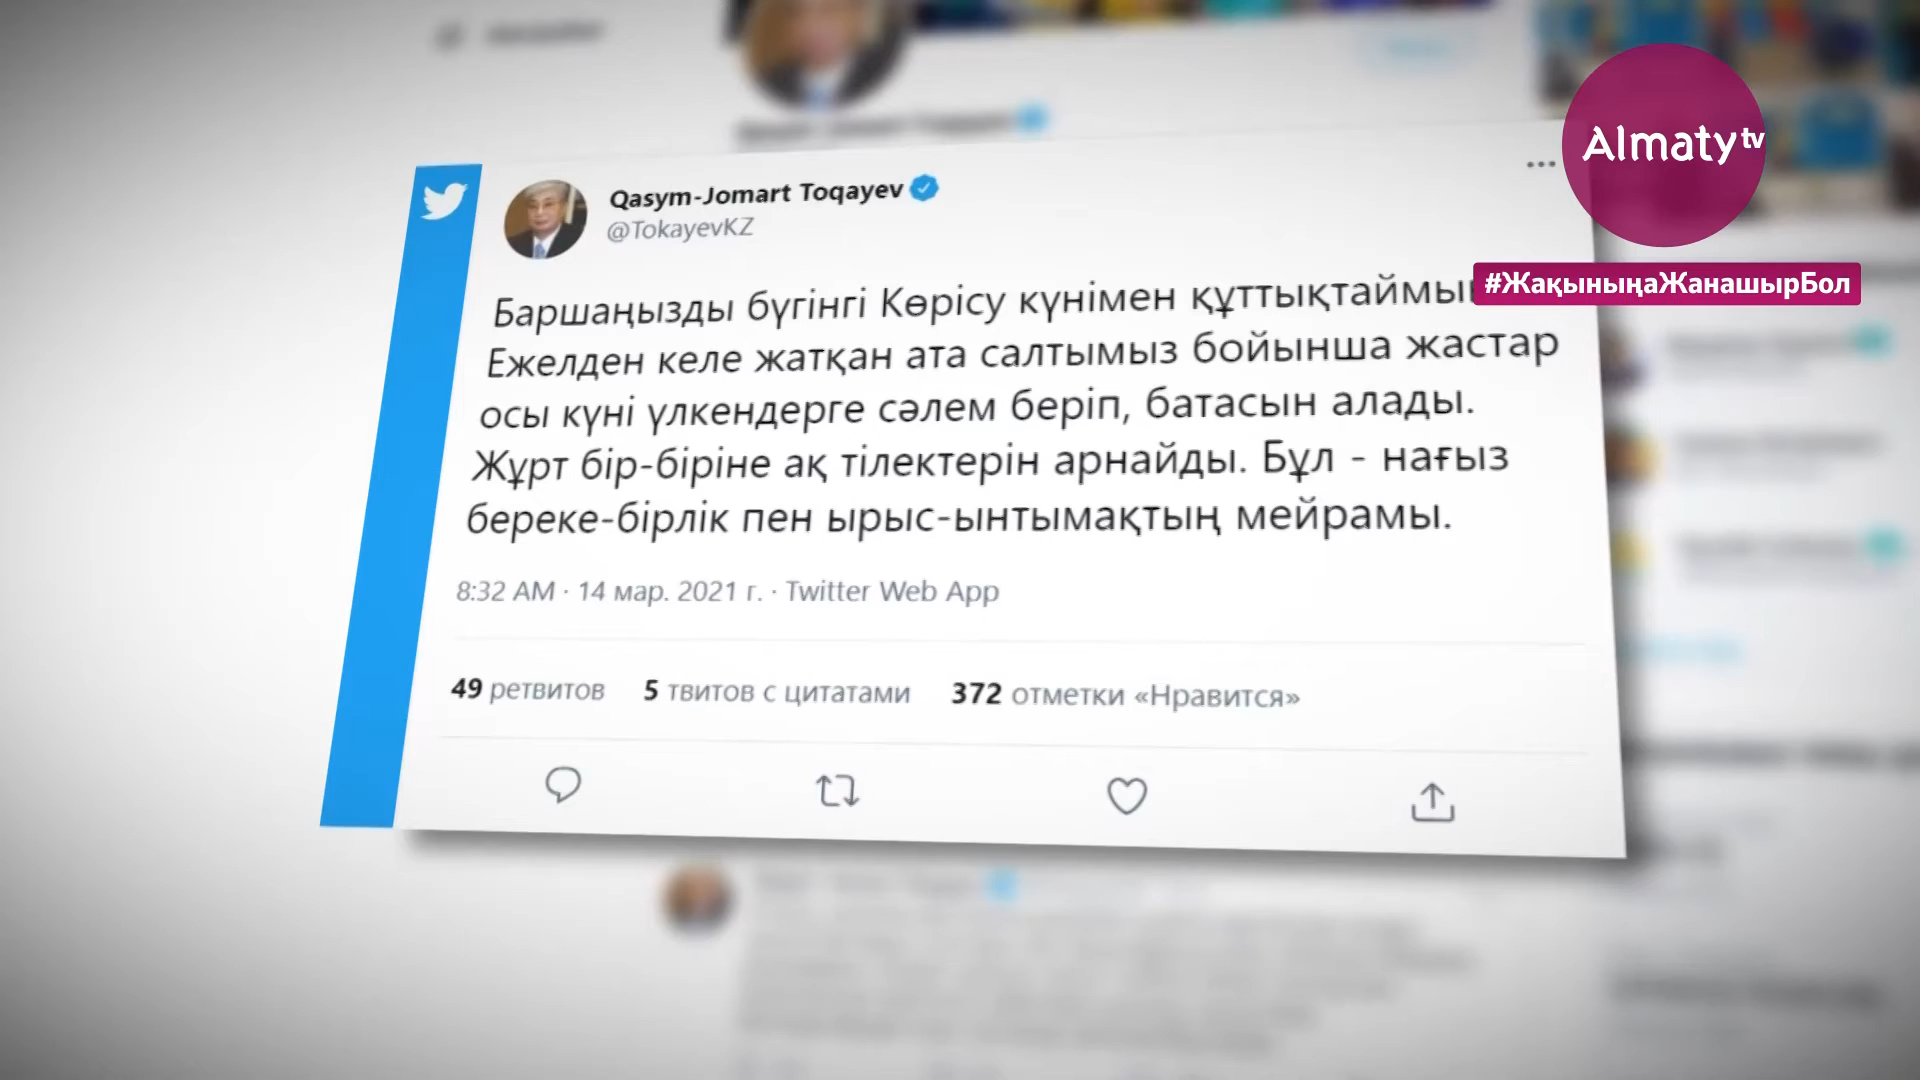 Almaty tv
#ЖақыныңаЖанашырБол
Qasym-Jomart Toqayev
@TokayevKZ
Баршаңызды бүгінгі Көрісу күнімен
Ежелден келе жатқан ата салтымыз бойынша жастар
осы күні үлкендерге сәлем беріп, батасын алады.
Жұрт бір-біріне ақ тілектерін арнайды. Бұл - нағыз
береке-бірлік пен ырыс-ынтымақтың мейрамы.
8:32 AM · 14 мар. 2021 г. · Twitter Web App
49 ретвитов 5 твитов с цитатами 372 отметки «Нравится»